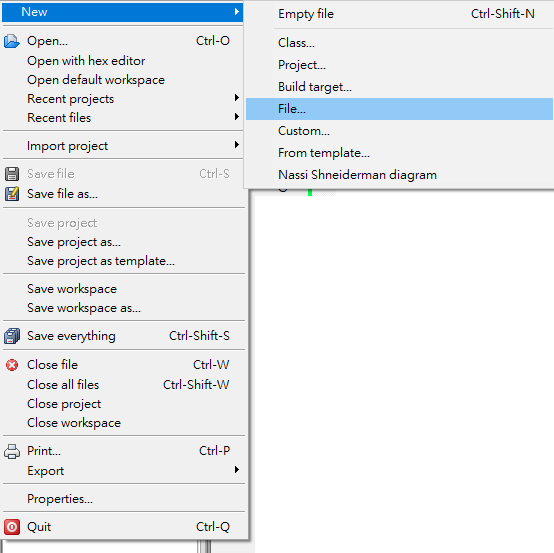 New
Open... Ctrl-O
Open with hex editor
Open default workspace
Recent projects
Recent files
Import project
Save file Ctrl-S
Save file as...
Save project
Save project as...
Save project as template...
Save workspace
Save workspace as...
Save everything Ctrl-Shift-S
Close file Ctrl-W
Close all files Ctrl-Shift-W
Close project
Close workspace
Print... Ctrl-P
Export
Properties...
Quit Ctrl-Q
Empty file Ctrl-Shift-N
Class...
Project...
Build target...
File...
Custom...
From template...
Nassi Shneiderman diagram